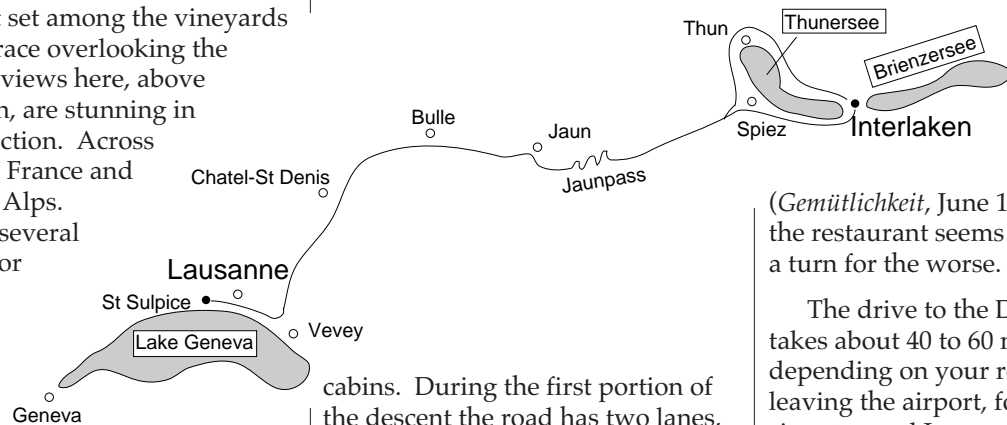 set among the vineyards
race overlooking the
views here, above
are stunning in
ction. Across
France and
Alps.
several
or
Thun
Thunersee
Brienzersee
Spiez
Interlaken
Bulle
Jaun
Jaunpass
Chatel-St Denis
Lausanne
St Sulpice
Vevey
Lake Geneva
Geneva
cabins. During the first portion of
the descent the road has two lanes,
(Gemütlichkeit, June 1
the restaurant seems
a turn for the worse.
The drive to the D
takes about 40 to 60 m
depending on your r
leaving the airport, fo